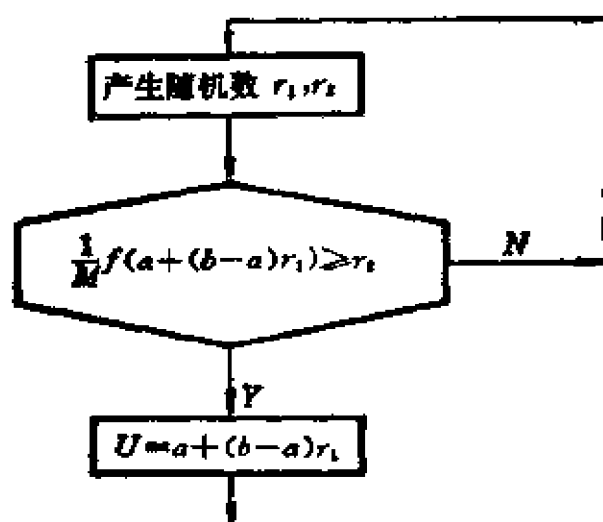 产生随机数 r₁,r₂
1/M f(a+(b-a)r₁)≥r₂
N
Y
U=a+(b-a)r₁